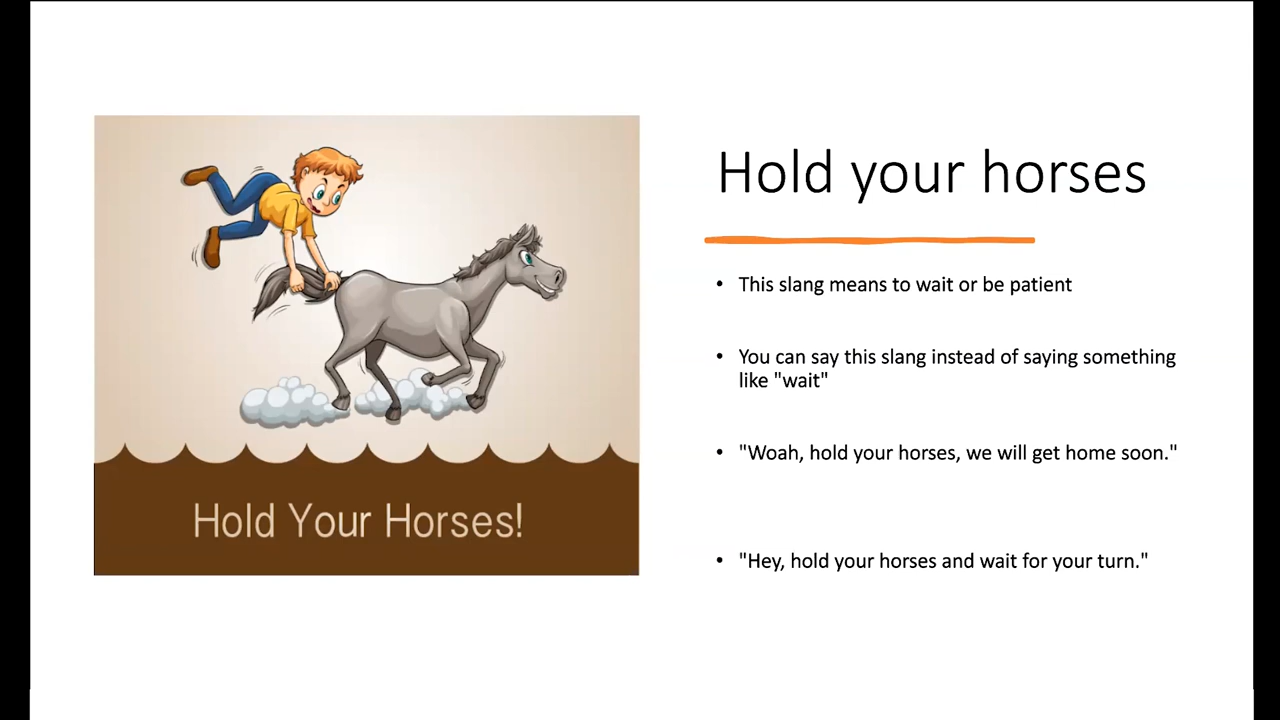 Hold Your Horses!
Hold your horses
• This slang means to wait or be patient
• You can say this slang instead of saying something
like "wait"
• "Woah, hold your horses, we will get home soon."
• "Hey, hold your horses and wait for your turn."